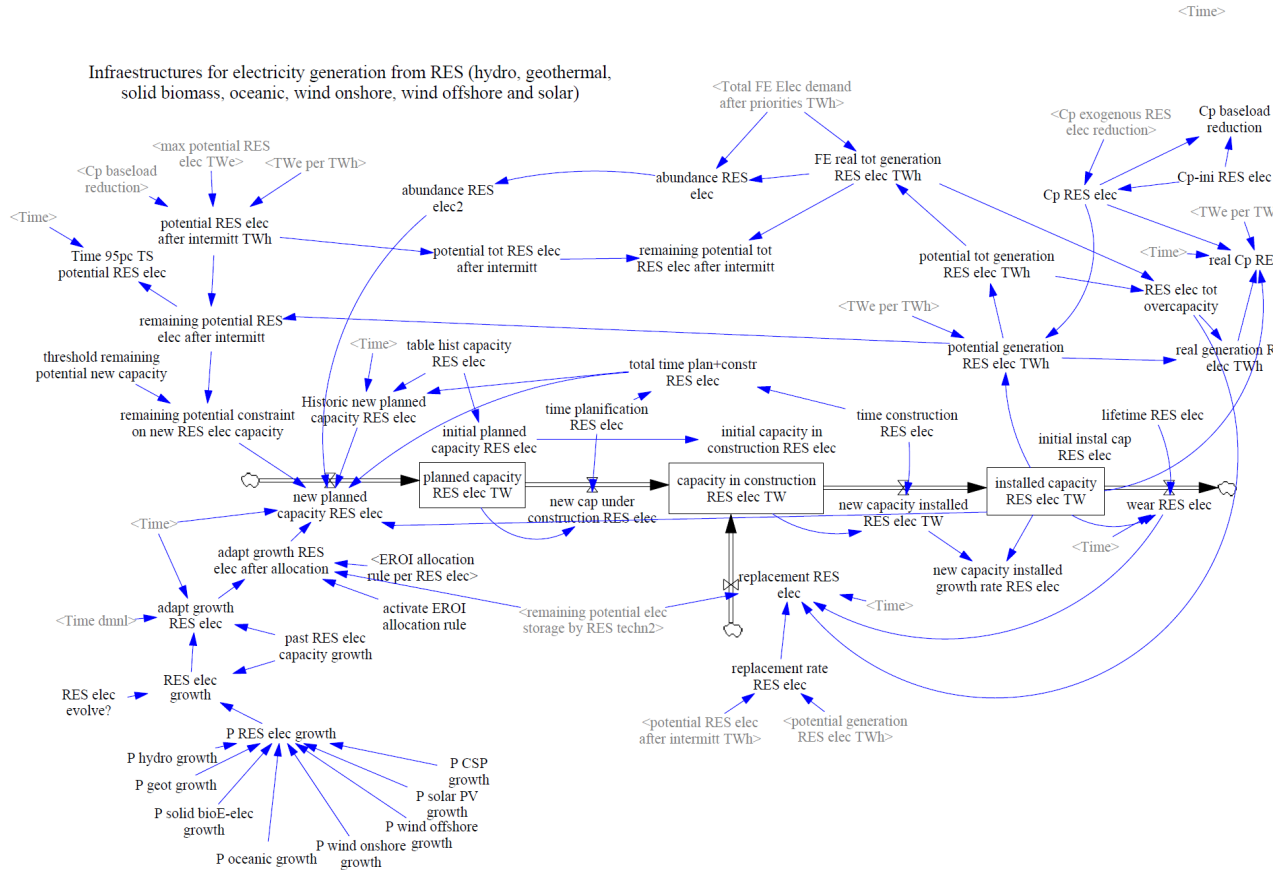 <Time>
Infraestructures for electricity generation from RES (hydro, geothermal,
solid biomass, oceanic, wind onshore, wind offshore and solar)
<Total FE Elec demand
after priorities TWh>
<Cp exogenous RES
elec reduction>
Cp baseload
reduction
<max potential RES
elec TWe>
<TWe per TWh>
<Cp baseload
reduction>
FE real tot generation
RES elec TWh
abundance RES
elec
abundance RES
elec2
Cp-ini RES elec
Cp RES elec
<Time>
potential RES elec
after intermitt TWh
<TWe per TW
Time 95pc TS
potential RES elec
potential tot RES elec
after intermitt
remaining potential tot
RES elec after intermitt
potential tot generation
RES elec TWh
<Time>
real Cp RE
RES elec tot
overcapacity
<TWe per TWh>
remaining potential RES
elec after intermitt
<Time>
table hist capacity
RES elec
potential generation
RES elec TWh
real generation R
elec TWh
threshold remaining
potential new capacity
total time plan+constr
RES elec
Historic new planned
capacity RES elec
time planification
RES elec
time construction
RES elec
lifetime RES elec
remaining potential constraint
on new RES elec capacity
initial planned
capacity RES elec
initial capacity in
construction RES elec
initial instal cap
RES elec
planned capacity
RES elec TW
capacity in construction
RES elec TW
installed capacity
RES elec TW
new planned
capacity RES elec
new cap under
construction RES elec
new capacity installed
RES elec TW
wear RES elec
<Time>
<Time>
adapt growth RES
elec after allocation
<EROI allocation
rule per RES elec>
activate EROI
allocation rule
replacement RES
elec
new capacity installed
growth rate RES elec
<Time>
<remaining potential elec
storage by RES techn2>
adapt growth
RES elec
<Time dmnl>
past RES elec
capacity growth
replacement rate
RES elec
RES elec
growth
RES elec
evolve?
<potential RES elec
after intermitt TWh>
<potential generation
RES elec TWh>
P RES elec growth
P hydro growth
P geot growth
P solid bioE-elec
growth
P oceanic growth
P wind onshore
growth
P wind offshore
growth
P solar PV
growth
P CSP
growth